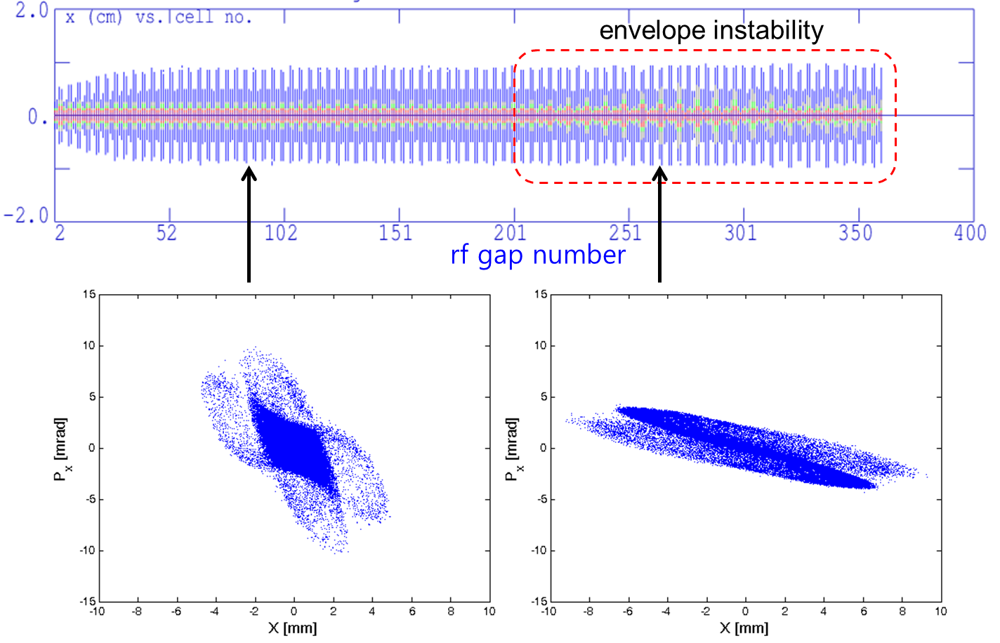 2.0
x (cm) vs. cell no.
envelope instability
0.
-2.0
2 52 102 151 201 251 301 350 400
rf gap number
15 15
10 10
5 5
0 0
-5 -5
-10 -10
-15 -15
Px [mrad] Px [mrad]
-10 -8 -6 -4 -2 0 2 4 6 8 10 -10 -8 -6 -4 -2 0 2 4 6 8 10
X [mm] X [mm]